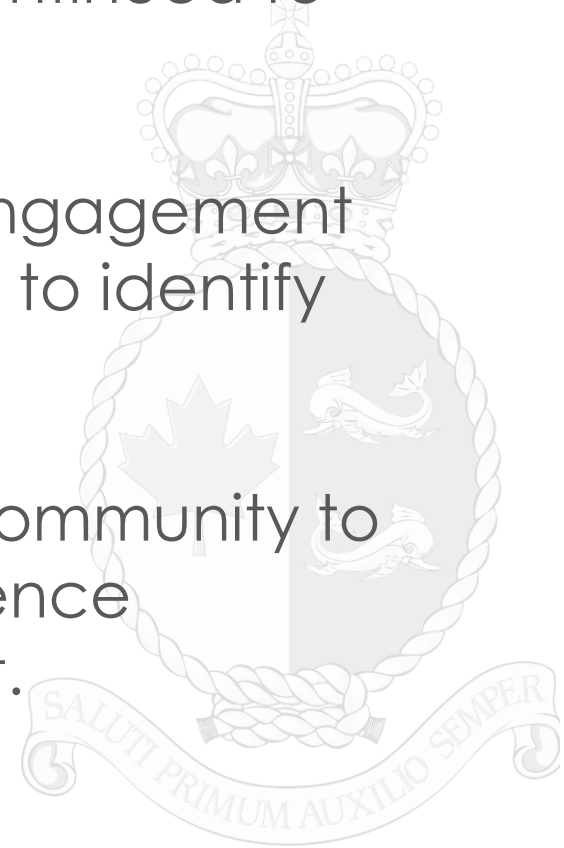 ngagement
to identify
ommunity to
ence
.
SALUTI PRIMUM AUXILIO SEMPER